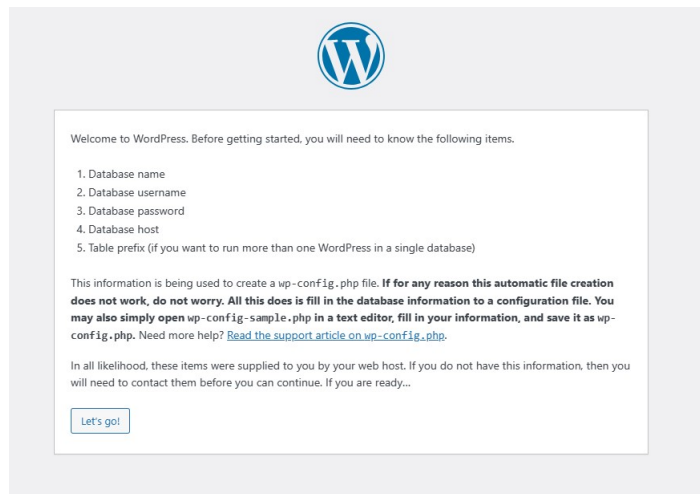 Welcome to WordPress. Before getting started, you will need to know the following items.
1. Database name
2. Database username
3. Database password
4. Database host
5. Table prefix (if you want to run more than one WordPress in a single database)
This information is being used to create a wp-config.php file. If for any reason this automatic file creation
does not work, do not worry. All this does is fill in the database information to a configuration file. You
may also simply open wp-config-sample.php in a text editor, fill in your information, and save it as wp-
config.php. Need more help? Read the support article on wp-config.php.
In all likelihood, these items were supplied to you by your web host. If you do not have this information, then you
will need to contact them before you can continue. If you are ready...
Let's go!